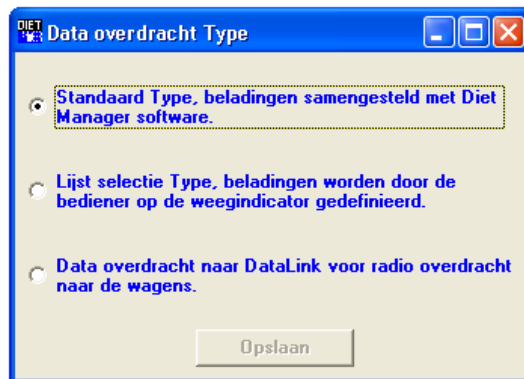 DIET
Data overdracht Type
Standaard Type, beladingen samengesteld met Diet
Manager software.
Lijst selectie Type, beladingen worden door de
bediener op de weegindicator gedefinieerd.
Data overdracht naar DataLink voor radio overdracht
naar de wagens.
Opslaan